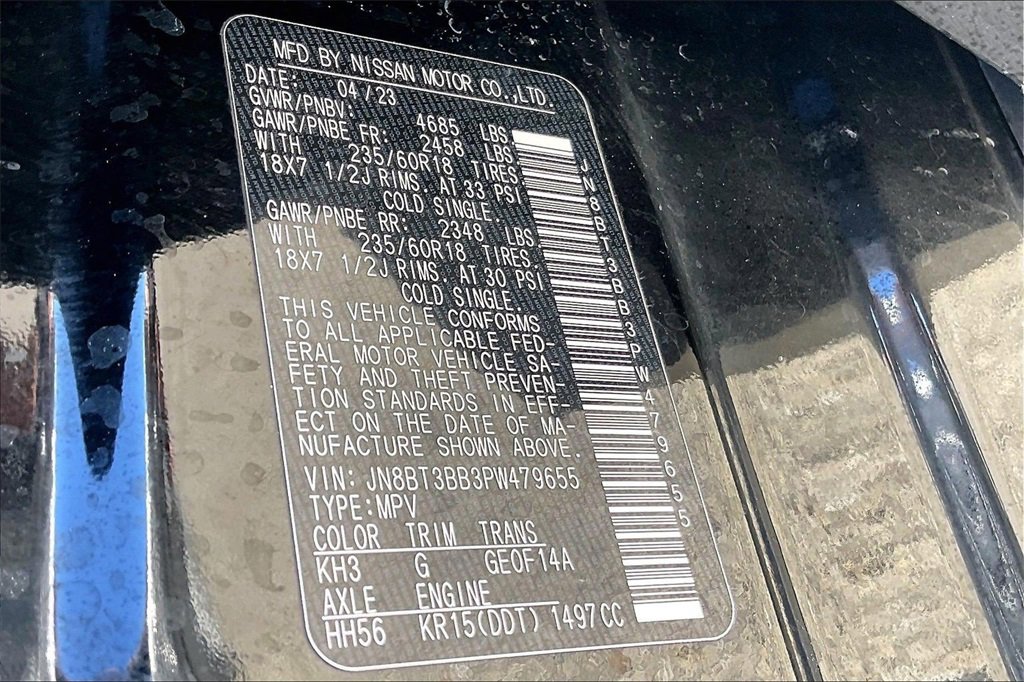 MFD BY NISSAN MOTOR CO.,LTD.
DATE: 04/23
GVWR/PNBV: 4685 LBS
GAWR/PNBE FR: 2458 LBS
WITH 235/60R18 TIRES
18X7 1/2J RIMS. AT 33 PSI
COLD SINGLE.
GAWR/PNBE RR: 2348 LBS
WITH 235/60R18 TIRES.
18X7 1/2J RIMS. AT 30 PSI
COLD SINGLE
THIS VEHICLE CONFORMS
TO ALL APPLICABLE FED-
ERAL MOTOR VEHICLE SA-
FETY AND THEFT PREVEN-
TION STANDARDS IN EFF-
ECT ON THE DATE OF MA-
NUFACTURE SHOWN ABOVE.
VIN: JN8BT3BB3PW479655
TYPE:MPV
COLOR TRIM TRANS
KH3 G GEOF14A
AXLE ENGINE
HH56 KR15(DDT) 1497CC
JN8BT3BB3PW479655